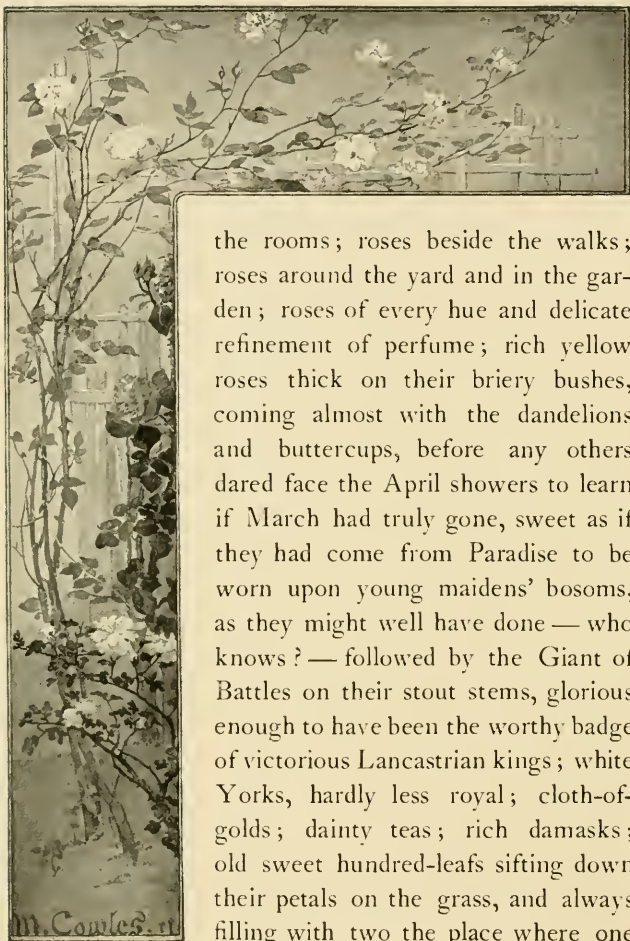 the rooms; roses beside the walks;
roses around the yard and in the gar-
den; roses of every hue and delicate
refinement of perfume; rich yellow
roses thick on their briery bushes,
coming almost with the dandelions
and buttercups, before any others
dared face the April showers to learn
if March had truly gone, sweet as if
they had come from Paradise to be
worn upon young maidens’ bosoms,
as they might well have done — who
knows? — followed by the Giant of
Battles on their stout stems, glorious
enough to have been the worthy badge
of victorious Lancastrian kings; white
Yorks, hardly less royal; cloth-of-
golds; dainty teas; rich damasks;
old sweet hundred-leafs sifting down
their petals on the grass, and always
filling with two the place where one
M. Cowles.